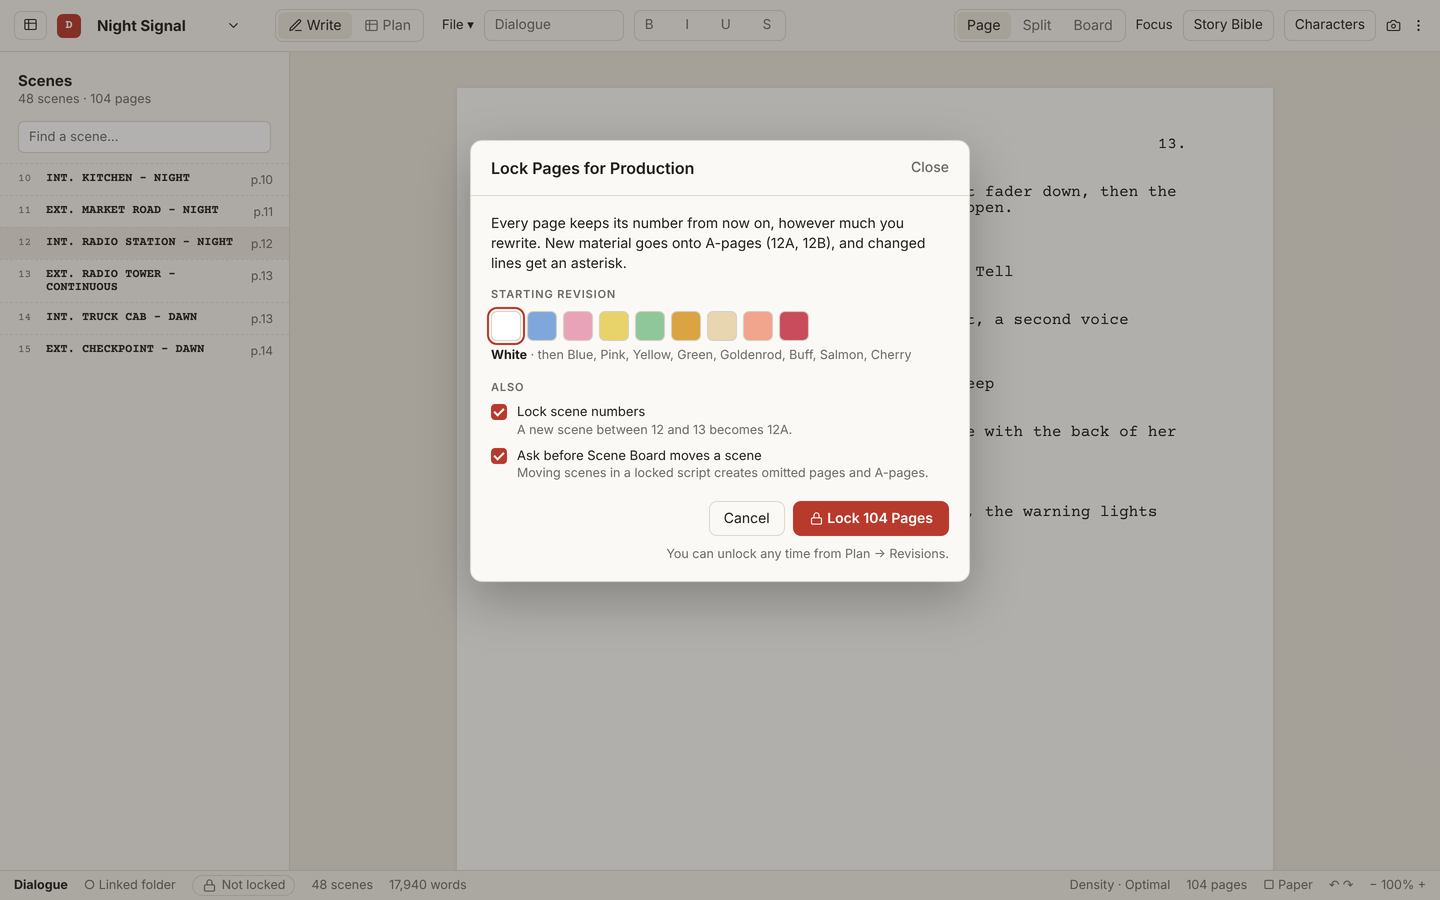 D
Night Signal
Write
Plan
File ▾
Dialogue
B I U S
Page
Split
Board
Focus
Story Bible
Characters
Scenes
48 scenes · 104 pages
Find a scene...
10 INT. KITCHEN - NIGHT p.10
11 EXT. MARKET ROAD - NIGHT p.11
12 INT. RADIO STATION - NIGHT p.12
13 EXT. RADIO TOWER - p.13
CONTINUOUS
14 INT. TRUCK CAB - DAWN p.13
15 EXT. CHECKPOINT - DAWN p.14
13.
fader down, then the
Tell
, a second voice
with the back of her
, the warning lights
Lock Pages for Production
Close
Every page keeps its number from now on, however much you
rewrite. New material goes onto A-pages (12A, 12B), and changed
lines get an asterisk.
STARTING REVISION
White · then Blue, Pink, Yellow, Green, Goldenrod, Buff, Salmon, Cherry
ALSO
Lock scene numbers
A new scene between 12 and 13 becomes 12A.
Ask before Scene Board moves a scene
Moving scenes in a locked script creates omitted pages and A-pages.
Cancel
Lock 104 Pages
You can unlock any time from Plan → Revisions.
Dialogue
Linked folder
Not locked
48 scenes
17,940 words
Density · Optimal
104 pages
Paper
− 100% +